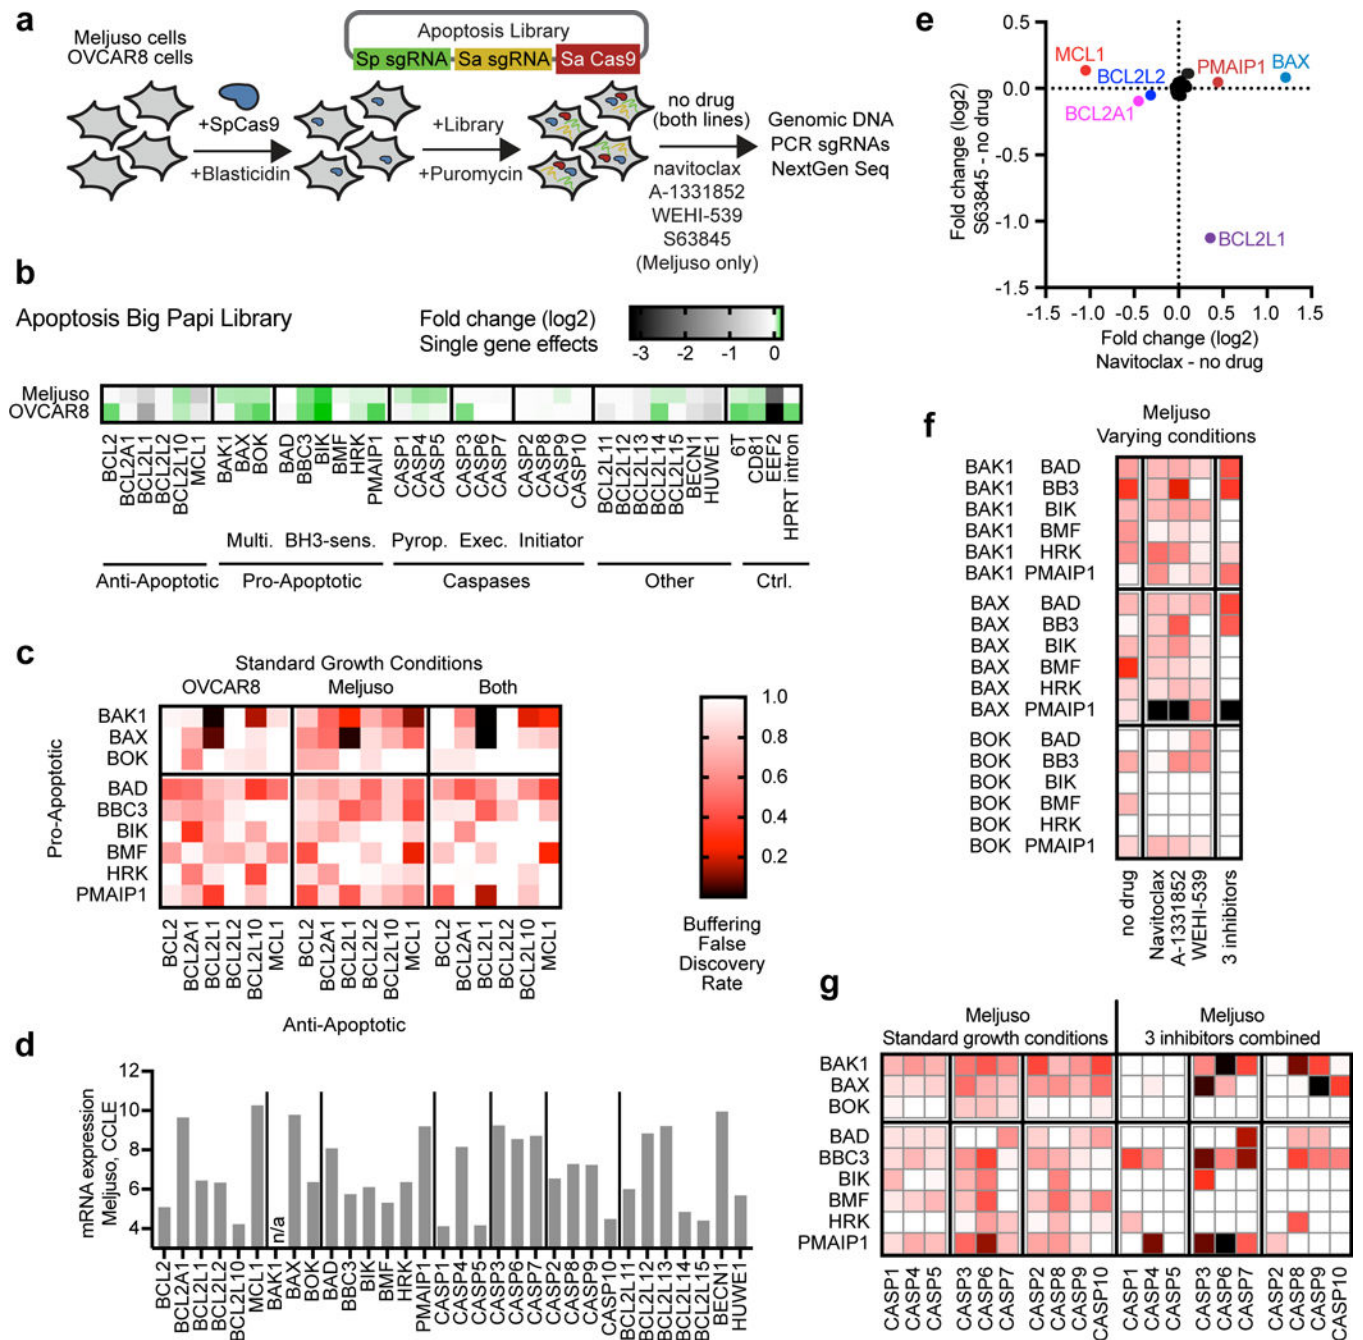 a
Meljuso cells
OVCAR8 cells
+SpCas9
+Blasticidin
Apoptosis Library
Sp sgRNA
Sa sgRNA
Sa Cas9
+Library
+Puromycin
no drug
(both lines)
navitoclax
A-1331852
WEHI-539
S63845
(Meljuso only)
Genomic DNA
PCR sgRNAs
NextGen Seq
b
Apoptosis Big Papi Library
Fold change (log2)
Single gene effects
-3 -2 -1 0
Meljuso
OVCAR8
BCL2
BCL2A1
BCL2L1
BCL2L2
BCL2L10
MCL1
BAK1
BAX
BOK
BAD
BBC3
BIK
BMF
HRK
PMAIP1
CASP1
CASP4
CASP5
CASP3
CASP6
CASP7
CASP2
CASP8
CASP9
CASP10
BCL2L11
BCL2L12
BCL2L13
BCL2L14
BCL2L15
BECN1
HUWE1
6T
CD81
EEF2
HPRT intron
Multi. BH3-sens. Pyrop. Exec. Initiator
Anti-Apoptotic Pro-Apoptotic Caspases Other Ctrl.
c
Standard Growth Conditions
OVCAR8 Meljuso Both
Pro-Apoptotic
BAK1
BAX
BOK
BAD
BBC3
BIK
BMF
HRK
PMAIP1
BCL2
BCL2A1
BCL2L1
BCL2L2
BCL2L10
MCL1
BCL2
BCL2A1
BCL2L1
BCL2L2
BCL2L10
MCL1
BCL2
BCL2A1
BCL2L1
BCL2L2
BCL2L10
MCL1
Anti-Apoptotic
1.0
0.8
0.6
0.4
0.2
Buffering
False
Discovery
Rate
d
mRNA expression
Meljuso, CCLE
12
10
8
6
4
n/a
BCL2
BCL2A1
BCL2L1
BCL2L2
BCL2L10
MCL1
BAK1
BAX
BOK
BAD
BBC3
BIK
BMF
HRK
PMAIP1
CASP1
CASP4
CASP5
CASP3
CASP6
CASP7
CASP2
CASP8
CASP9
CASP10
BCL2L11
BCL2L12
BCL2L13
BCL2L14
BCL2L15
BECN1
HUWE1
e
Fold change (log2)
S63845 - no drug
0.5
0.0
-0.5
-1.0
-1.5
MCL1
BCL2L2
BCL2A1
PMAIP1
BAX
BCL2L1
-1.5 -1.0 -0.5 0.0 0.5 1.0 1.5
Fold change (log2)
Navitoclax - no drug
f
Meljuso
Varying conditions
BAK1 BAD
BAK1 BB3
BAK1 BIK
BAK1 BMF
BAK1 HRK
BAK1 PMAIP1
BAX BAD
BAX BB3
BAX BIK
BAX BMF
BAX HRK
BAX PMAIP1
BOK BAD
BOK BB3
BOK BIK
BOK BMF
BOK HRK
BOK PMAIP1
no drug
Navitoclax
A-1331852
WEHI-539
3 inhibitors
g
Meljuso
Standard growth conditions
Meljuso
3 inhibitors combined
BAK1
BAX
BOK
BAD
BBC3
BIK
BMF
HRK
PMAIP1
CASP1
CASP4
CASP5
CASP3
CASP6
CASP7
CASP2
CASP8
CASP9
CASP10
CASP1
CASP4
CASP5
CASP3
CASP6
CASP7
CASP2
CASP8
CASP9
CASP10